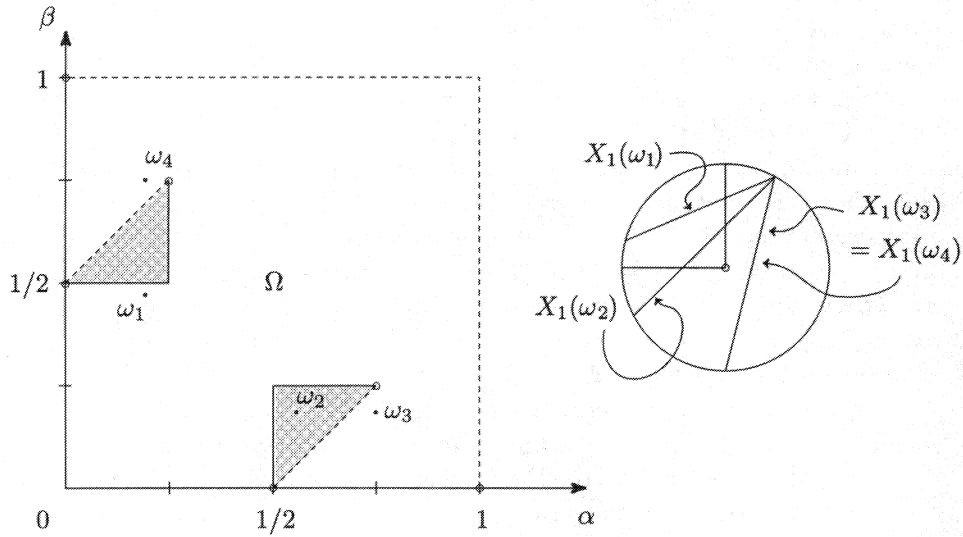 β
1
ω₄
1/2
Ω
ω₁
ω₂
ω₃
0
1/2
1
α
X₁(ω₁)
X₁(ω₃)
= X₁(ω₄)
X₁(ω₂)